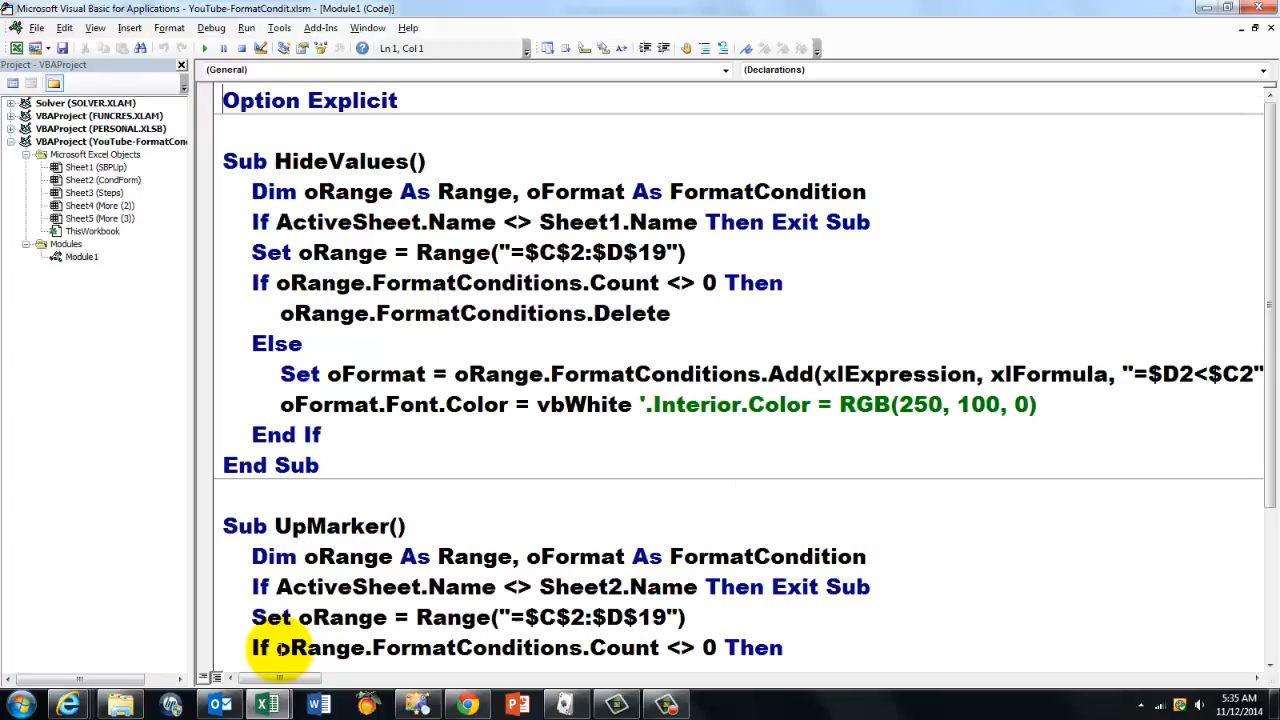 Microsoft Visual Basic for Applications - YouTube-FormatCondit.xlsm - [Module1 (Code)]
File Edit View Insert Format Debug Run Tools Add-Ins Window Help
Ln 1, Col 1
Project - VBAProject
(General) (Declarations)
Solver (SOLVER.XLAM)
VBAProject (FUNCRES.XLAM)
VBAProject (PERSONAL.XLSB)
VBAProject (YouTube-FormatCon
Microsoft Excel Objects
Sheet1 (SBPUp)
Sheet2 (CondForm)
Sheet3 (Steps)
Sheet4 (More (2))
Sheet5 (More (3))
ThisWorkbook
Modules
Module1
Option Explicit
Sub HideValues()
Dim oRange As Range, oFormat As FormatCondition
If ActiveSheet.Name <> Sheet1.Name Then Exit Sub
Set oRange = Range("=$C$2:$D$19")
If oRange.FormatConditions.Count <> 0 Then
oRange.FormatConditions.Delete
Else
Set oFormat = oRange.FormatConditions.Add(xlExpression, xlFormula, "=$D2<$C2"
oFormat.Font.Color = vbWhite '.Interior.Color = RGB(250, 100, 0)
End If
End Sub
Sub UpMarker()
Dim oRange As Range, oFormat As FormatCondition
If ActiveSheet.Name <> Sheet2.Name Then Exit Sub
Set oRange = Range("=$C$2:$D$19")
If oRange.FormatConditions.Count <> 0 Then
5:35 AM
11/12/2014